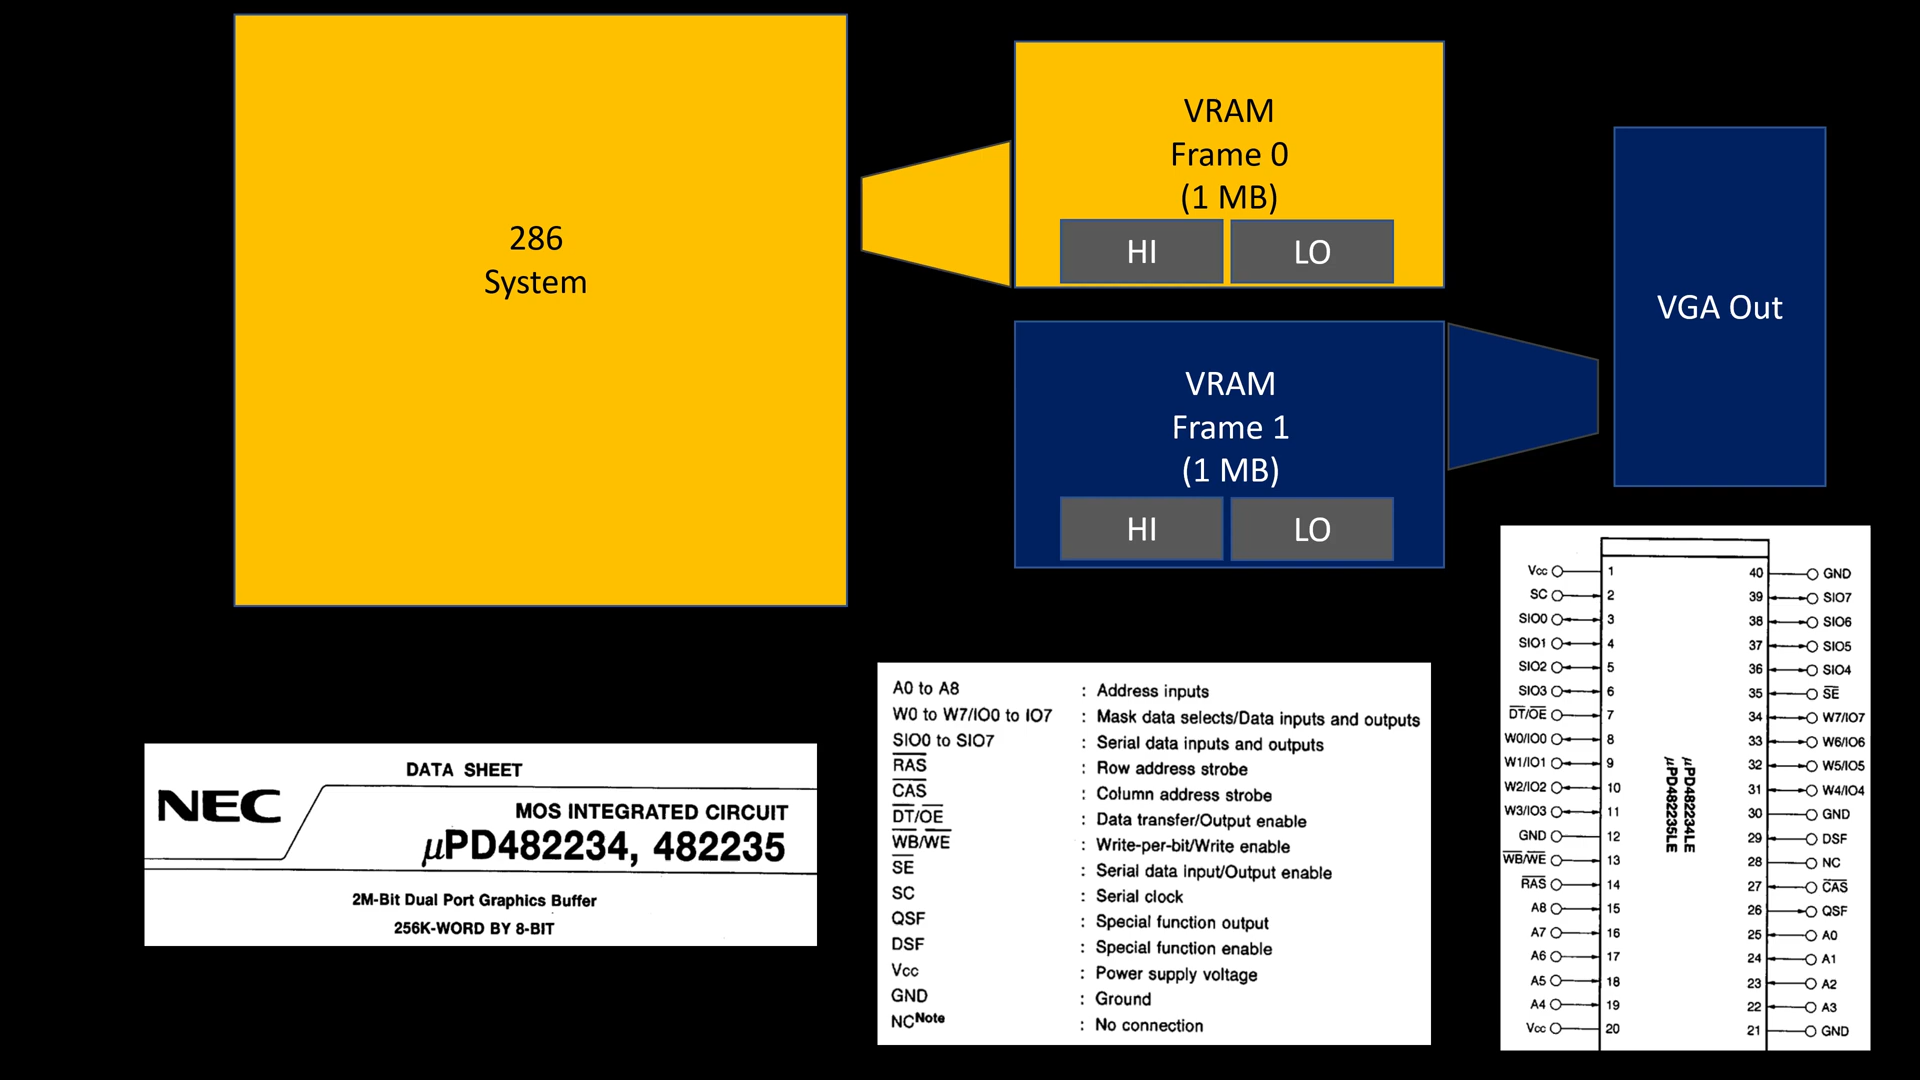 286
System
VRAM
Frame 0
(1 MB)
HI
LO
VRAM
Frame 1
(1 MB)
HI
LO
VGA Out
DATA SHEET
NEC
MOS INTEGRATED CIRCUIT
µPD482234, 482235
2M-Bit Dual Port Graphics Buffer
256K-WORD BY 8-BIT
A0 to A8 : Address inputs
W0 to W7/IO0 to IO7 : Mask data selects/Data inputs and outputs
SIO0 to SIO7 : Serial data inputs and outputs
RAS : Row address strobe
CAS : Column address strobe
DT/OE : Data transfer/Output enable
WB/WE : Write-per-bit/Write enable
SE : Serial data input/Output enable
SC : Serial clock
QSF : Special function output
DSF : Special function enable
Vcc : Power supply voltage
GND : Ground
NC Note : No connection
Vcc 1 40 GND
SC 2 39 SIO7
SIO0 3 38 SIO6
SIO1 4 37 SIO5
SIO2 5 36 SIO4
SIO3 6 35 SE
DT/OE 7 34 W7/IO7
W0/IO0 8 33 W6/IO6
W1/IO1 9 32 W5/IO5
W2/IO2 10 31 W4/IO4
W3/IO3 11 30 GND
GND 12 29 DSF
WB/WE 13 28 NC
RAS 14 27 CAS
A8 15 26 QSF
A7 16 25 A0
A6 17 24 A1
A5 18 23 A2
A4 19 22 A3
Vcc 20 21 GND
µPD482234LE
µPD482235LE